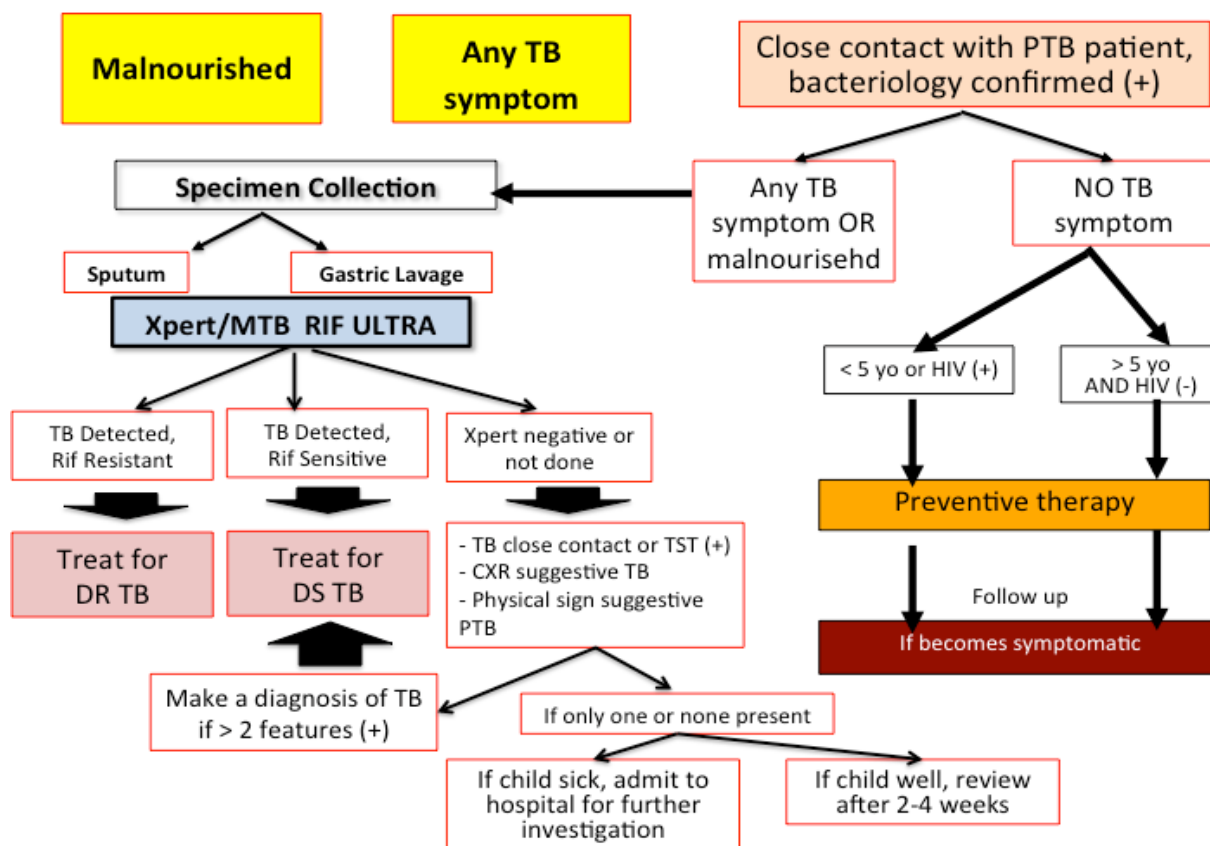 Malnourished
Any TB
symptom
Close contact with PTB patient,
bacteriology confirmed (+)
Specimen Collection
Any TB
symptom OR
malnourisehd
NO TB
symptom
Sputum
Gastric Lavage
Xpert/MTB RIF ULTRA
< 5 yo or HIV (+)
> 5 yo
AND HIV (-)
TB Detected,
Rif Resistant
TB Detected,
Rif Sensitive
Xpert negative or
not done
Preventive therapy
Treat for
DR TB
Treat for
DS TB
- TB close contact or TST (+)
- CXR suggestive TB
- Physical sign suggestive
PTB
Follow up
If becomes symptomatic
Make a diagnosis of TB
if > 2 features (+)
If only one or none present
If child sick, admit to
hospital for further
investigation
If child well, review
after 2-4 weeks